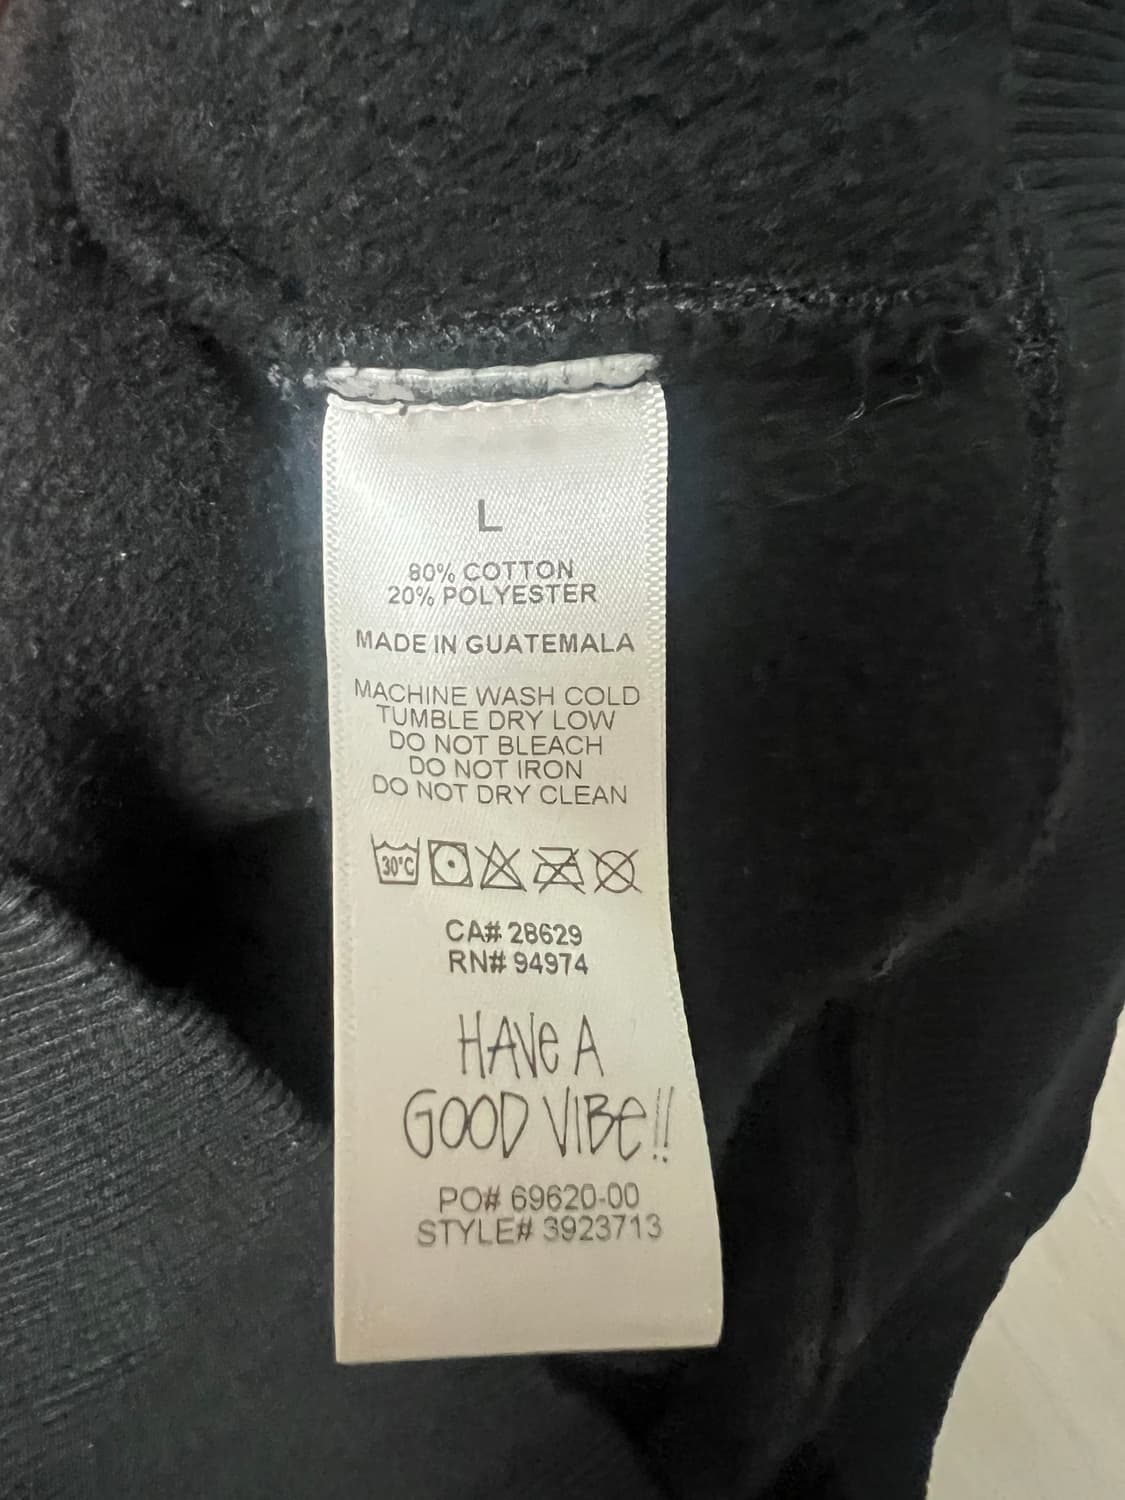 L
80% COTTON
20% POLYESTER
MADE IN GUATEMALA
MACHINE WASH COLD
TUMBLE DRY LOW
DO NOT BLEACH
DO NOT IRON
DO NOT DRY CLEAN
30°C
CA# 28629
RN# 94974
HAVe A
GOOD VIBe!!
PO# 69620-00
STYLE# 3923713